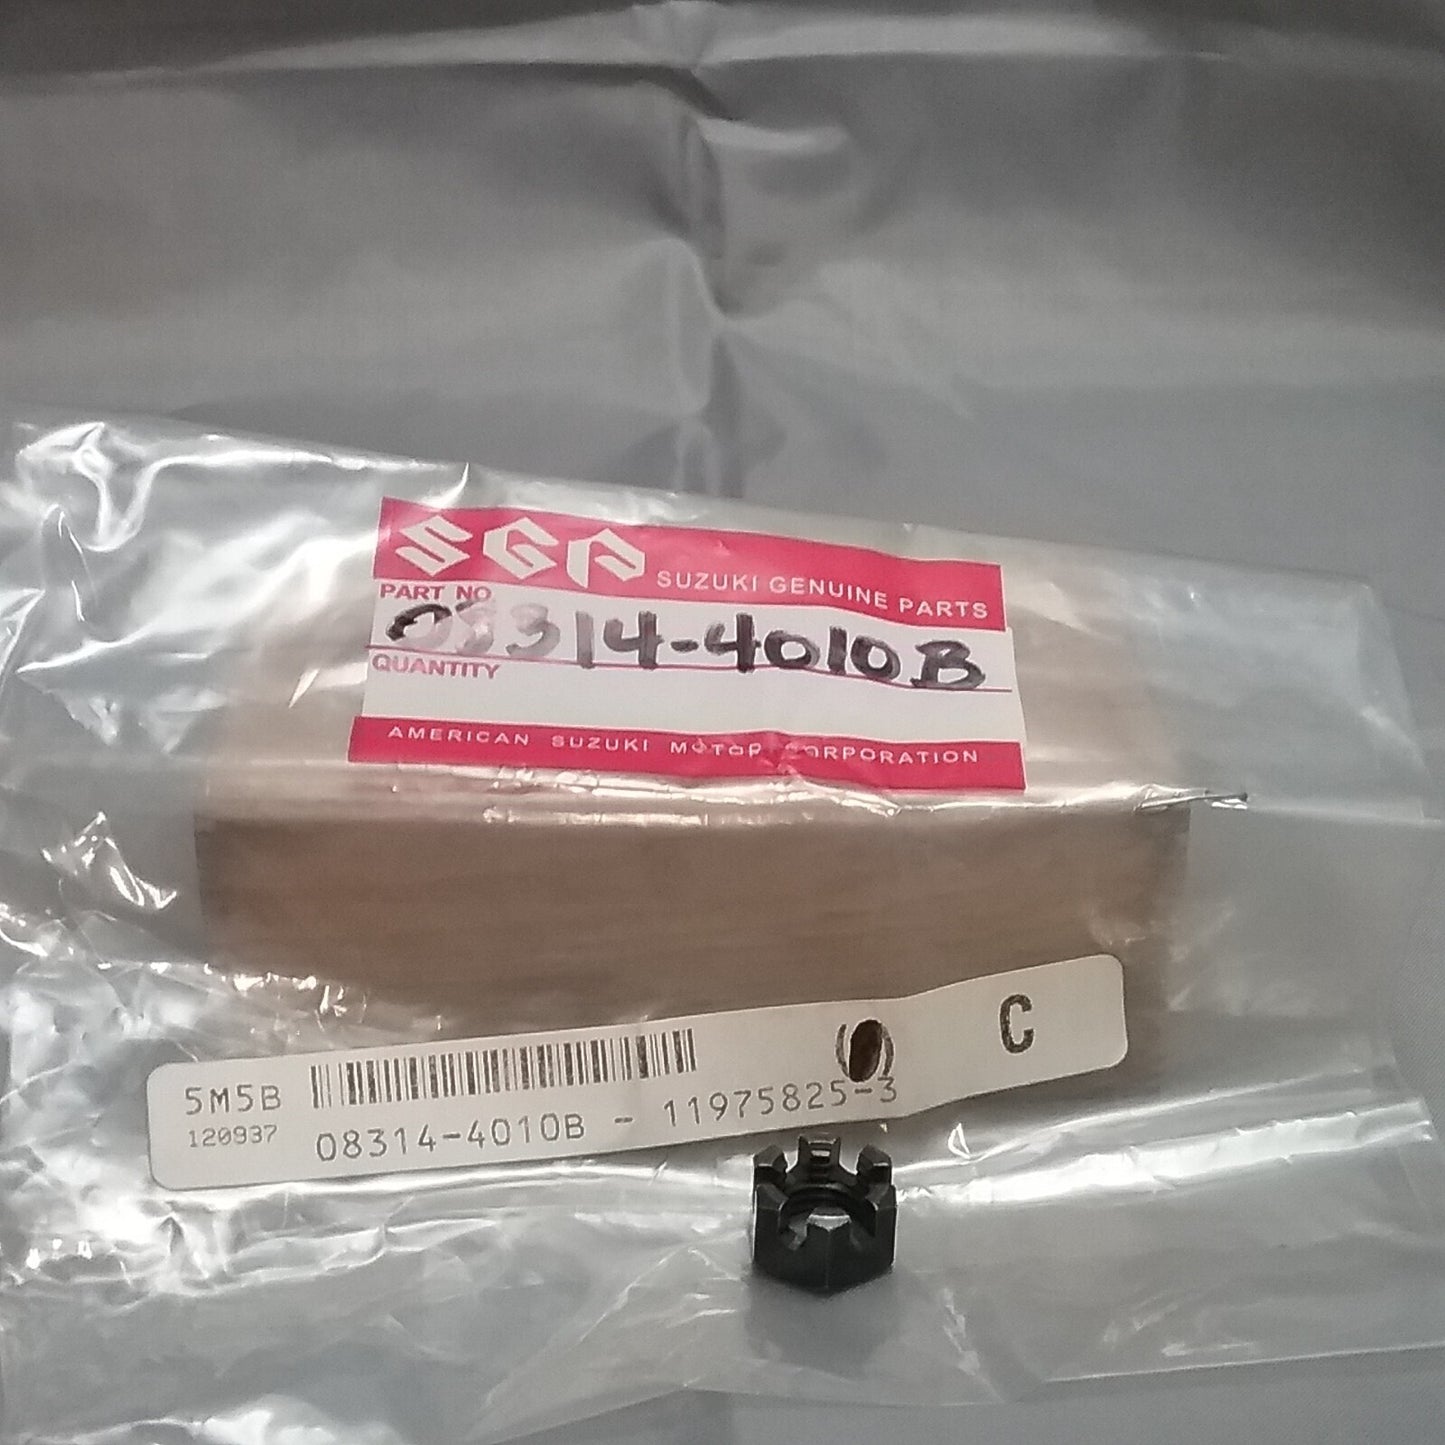 SGP SUZUKI GENUINE PARTS
PART NO
08314-4010B
QUANTITY
AMERICAN SUZUKI MOTOR CORPORATION
C
5M5B
120937
08314-4010B - 11975825-3